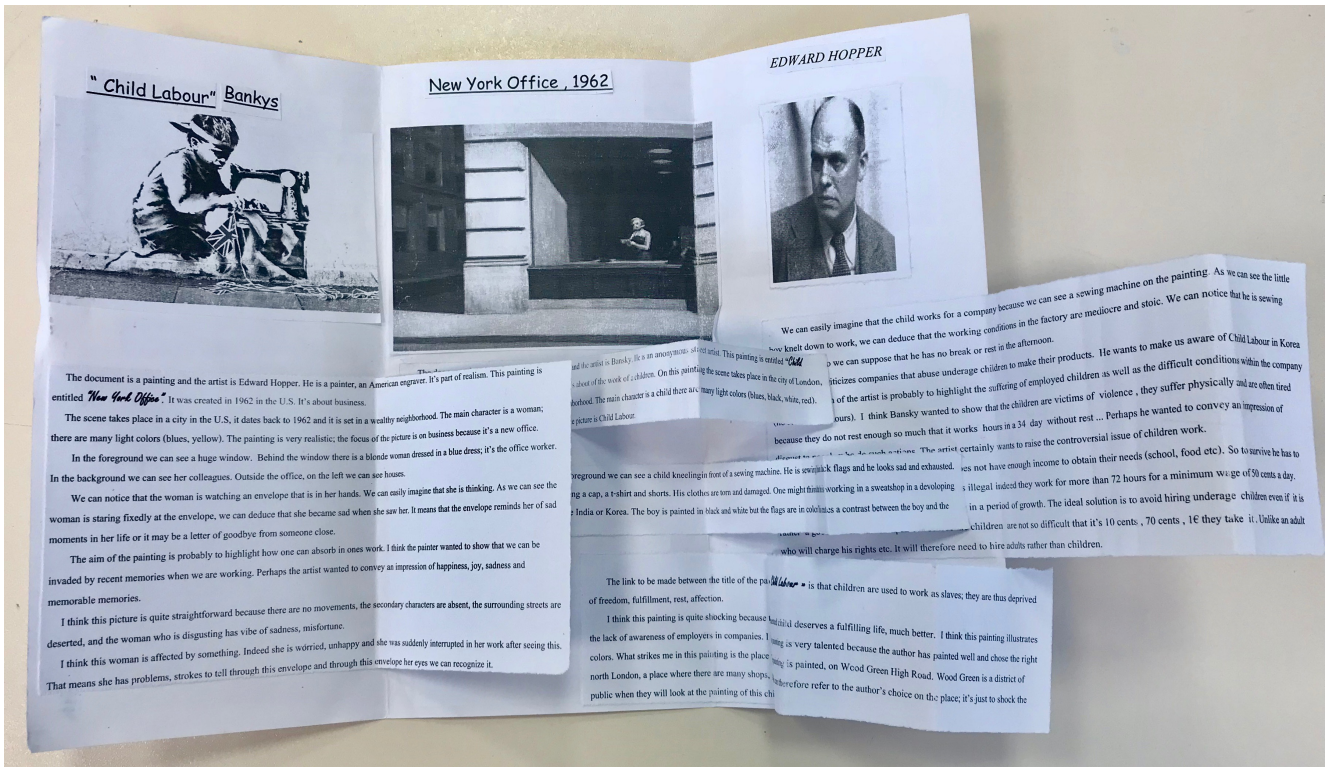 " Child Labour" Bankys
New York Office , 1962
EDWARD HOPPER
The document is a painting and the artist is Edward Hopper. He is a painter, an American engraver. It's part of realism. This painting is
entitled "New York Office". It was created in 1962 in the U.S. It's about business.
The scene takes place in a city in the U.S, it dates back to 1962 and it is set in a wealthy neighborhood. The main character is a woman;
there are many light colors (blues, yellow). The painting is very realistic; the focus of the picture is on business because it's a new office.
In the foreground we can see a huge window. Behind the window there is a blonde woman dressed in a blue dress; it's the office worker.
In the background we can see her colleagues. Outside the office, on the left we can see houses.
We can notice that the woman is watching an envelope that is in her hands. We can easily imagine that she is thinking. As we can see the
woman is staring fixedly at the envelope, we can deduce that she became sad when she saw her. It means that the envelope reminds her of sad
moments in her life or it may be a letter of goodbye from someone close.
The aim of the painting is probably to highlight how one can absorb in ones work. I think the painter wanted to show that we can be
invaded by recent memories when we are working. Perhaps the artist wanted to convey an impression of happiness, joy, sadness and
memorable memories.
I think this picture is quite straightforward because there are no movements, the secondary characters are absent, the surrounding streets are
deserted, and the woman who is disgusting has vibe of sadness, misfortune.
I think this woman is affected by something. Indeed she is worried, unhappy and she was suddenly interrupted in her work after seeing this.
That means she has problems, strokes to tell through this envelope and through this envelope her eyes we can recognize it.
and the artist is Bansky. He is an anonymous street artist. This painting is entitled "Child
about of the work of children. On this painting the scene takes place in the city of London,
The main character is a child there are many light colors (blues, black, white, red).
picture is Child Labour.
foreground we can see a child kneeling in front of a sewing machine. He is flags and he looks sad and exhausted.
a cap, a t-shirt and shorts. His clothes are torn and damaged. One might working in a sweatshop in a devoloping
India or Korea. The boy is painted in black and white but the flags are in a contrast between the boy and the
We can easily imagine that the child works for a company because we can see a sewing machine on the painting. As we can see the little
knelt down to work, we can deduce that the working conditions in the factory are mediocre and stoic. We can notice that he is sewing
we can suppose that he has no break or rest in the afternoon.
companies that abuse underage children to make their products. He wants to make us aware of Child Labour in Korea
of the artist is probably to highlight the suffering of employed children as well as the difficult conditions within the company
I think Bansky wanted to show that the children are victims of violence , they suffer physically and are often tired
because they do not rest enough so much that it works hours in a 34 day without rest ... Perhaps he wanted to convey an impression of
The artist certainly wants to raise the controversial issue of children work.
not have enough income to obtain their needs (school, food etc). So to survive he has to
illegal indeed they work for more than 72 hours for a minimum wage of 50 cents a day.
in a period of growth. The ideal solution is to avoid hiring underage children even if it is
children are not so difficult that it's 10 cents , 70 cents , 1€ they take it. Unlike an adult
who will charge his rights etc. It will therefore need to hire adults rather than children.
The link to be made between the title of the is that children are used to work as slaves; they are thus deprived
of freedom, fulfillment, rest, affection.
I think this painting is quite shocking because child deserves a fulfilling life, much better. I think this painting illustrates
the lack of awareness of employers in companies. I is very talented because the author has painted well and chose the right
colors. What strikes me in this painting is the place is painted, on Wood Green High Road. Wood Green is a district of
north London, a place where there are many shops, therefore refer to the author's choice on the place; it's just to shock the
public when they will look at the painting of this